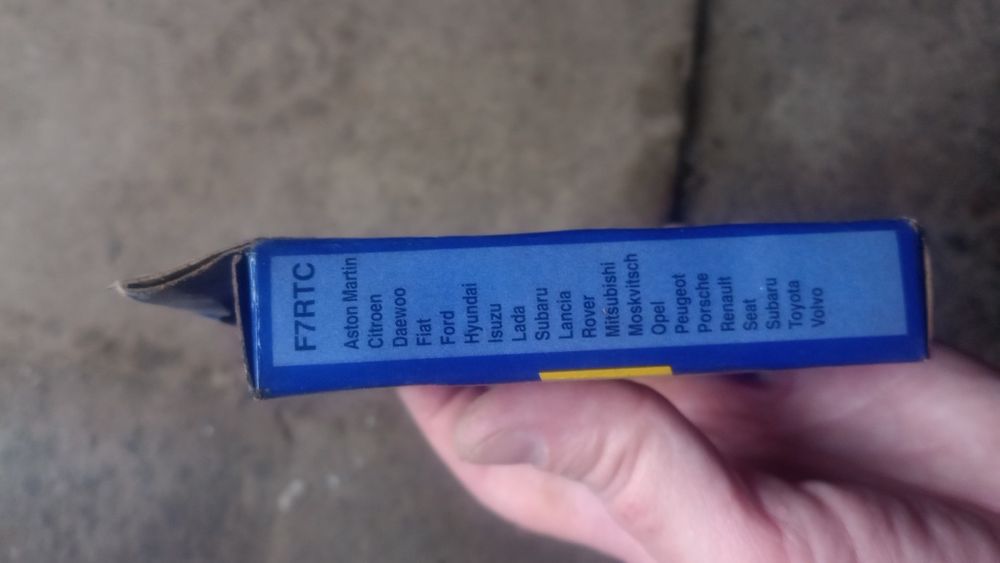 F7RTC
Aston Martin
Citroen
Daewoo
Fiat
Ford
Hyundai
Isuzu
Lada
Subaru
Lancia
Rover
Mitsubishi
Moskvitsch
Opel
Peugeot
Porsche
Renault
Seat
Subaru
Toyota
Volvo